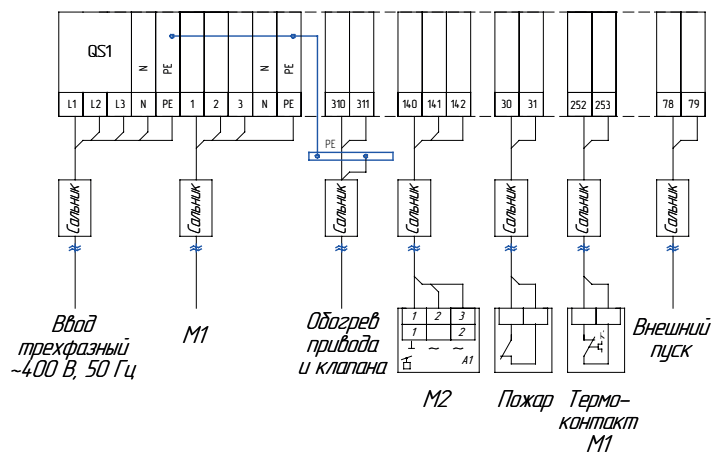 QS1 N PE N PE
L1 L2 L3 N PE 1 2 3 N PE 310 311 140 141 142 30 31 252 253 78 79
PE
Сальник Сальник Сальник Сальник Сальник Сальник Сальник
1 2 3
1 2
A1
Ввод
трехфазный
~400 В, 50 Гц
М1
Обогрев
привода
и клапана
М2
Пожар
Термо-
контакт
М1
Внешний
пуск